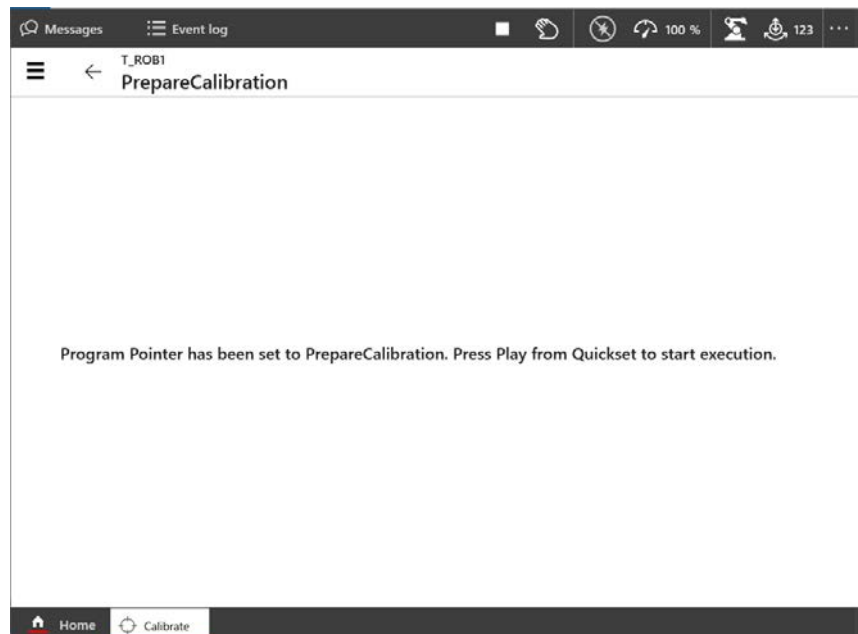 Messages
Event log
100 %
123
T_ROB1
PrepareCalibration
Program Pointer has been set to PrepareCalibration. Press Play from Quickset to start execution.
Home
Calibrate